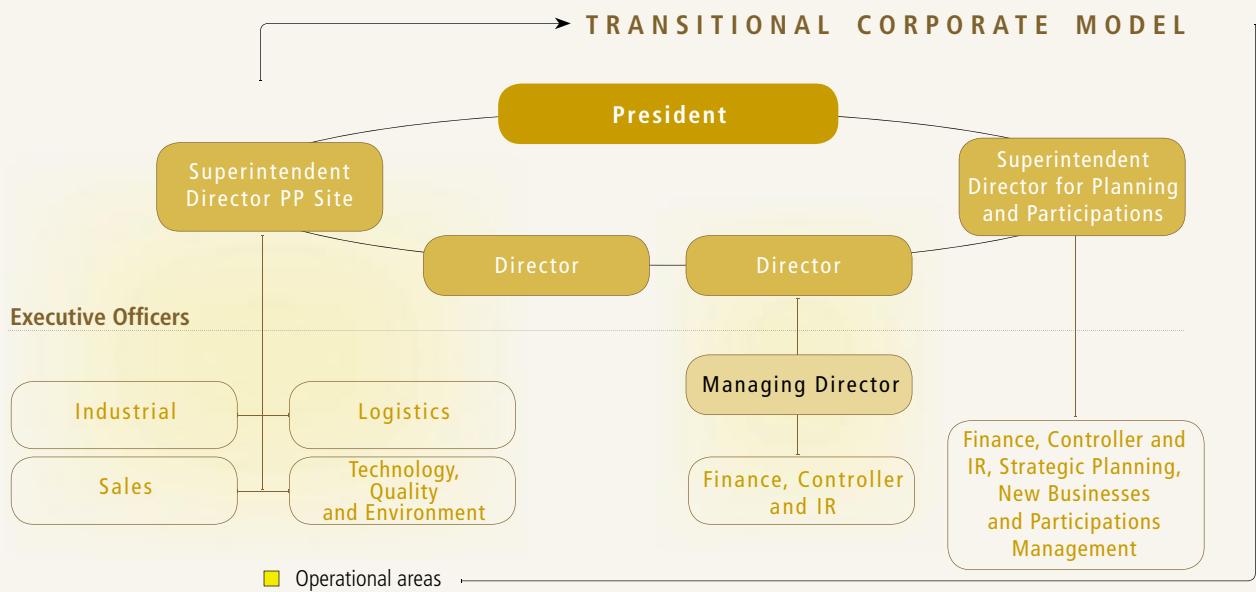 TRANSITIONAL CORPORATE MODEL
President
Superintendent
Director PP Site
Superintendent
Director for Planning
and Participations
Director
Director
Executive Officers
Managing Director
Industrial
Logistics
Sales
Technology,
Quality
and Environment
Finance, Controller
and IR
Finance, Controller and
IR, Strategic Planning,
New Businesses
and Participations
Management
Operational areas